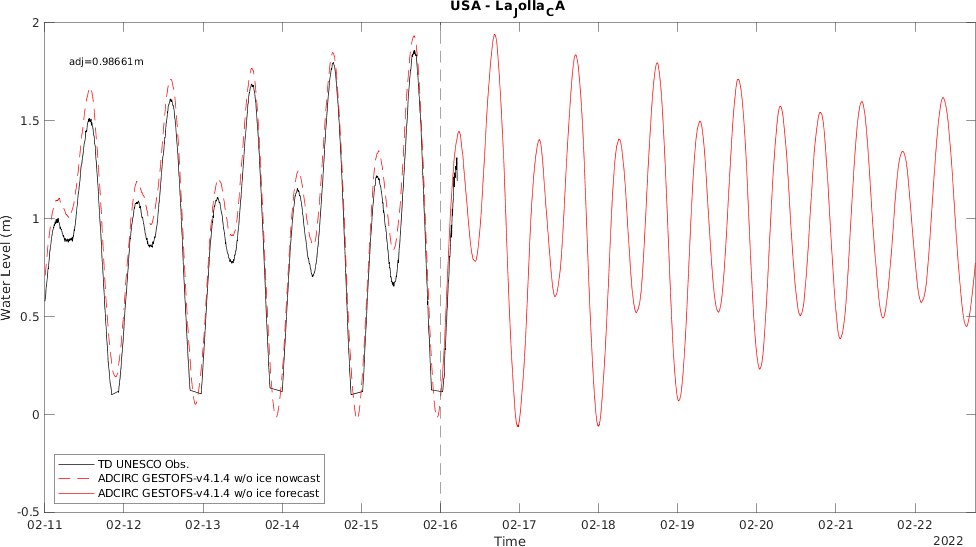 USA - LaJollaCA
adj=0.98661m
2
1.5
1
0.5
0
-0.5
Water Level (m)
TD UNESCO Obs.
ADCIRC GESTOFS-v4.1.4 w/o ice nowcast
ADCIRC GESTOFS-v4.1.4 w/o ice forecast
02-11 02-12 02-13 02-14 02-15 02-16 02-17 02-18 02-19 02-20 02-21 02-22
Time
2022